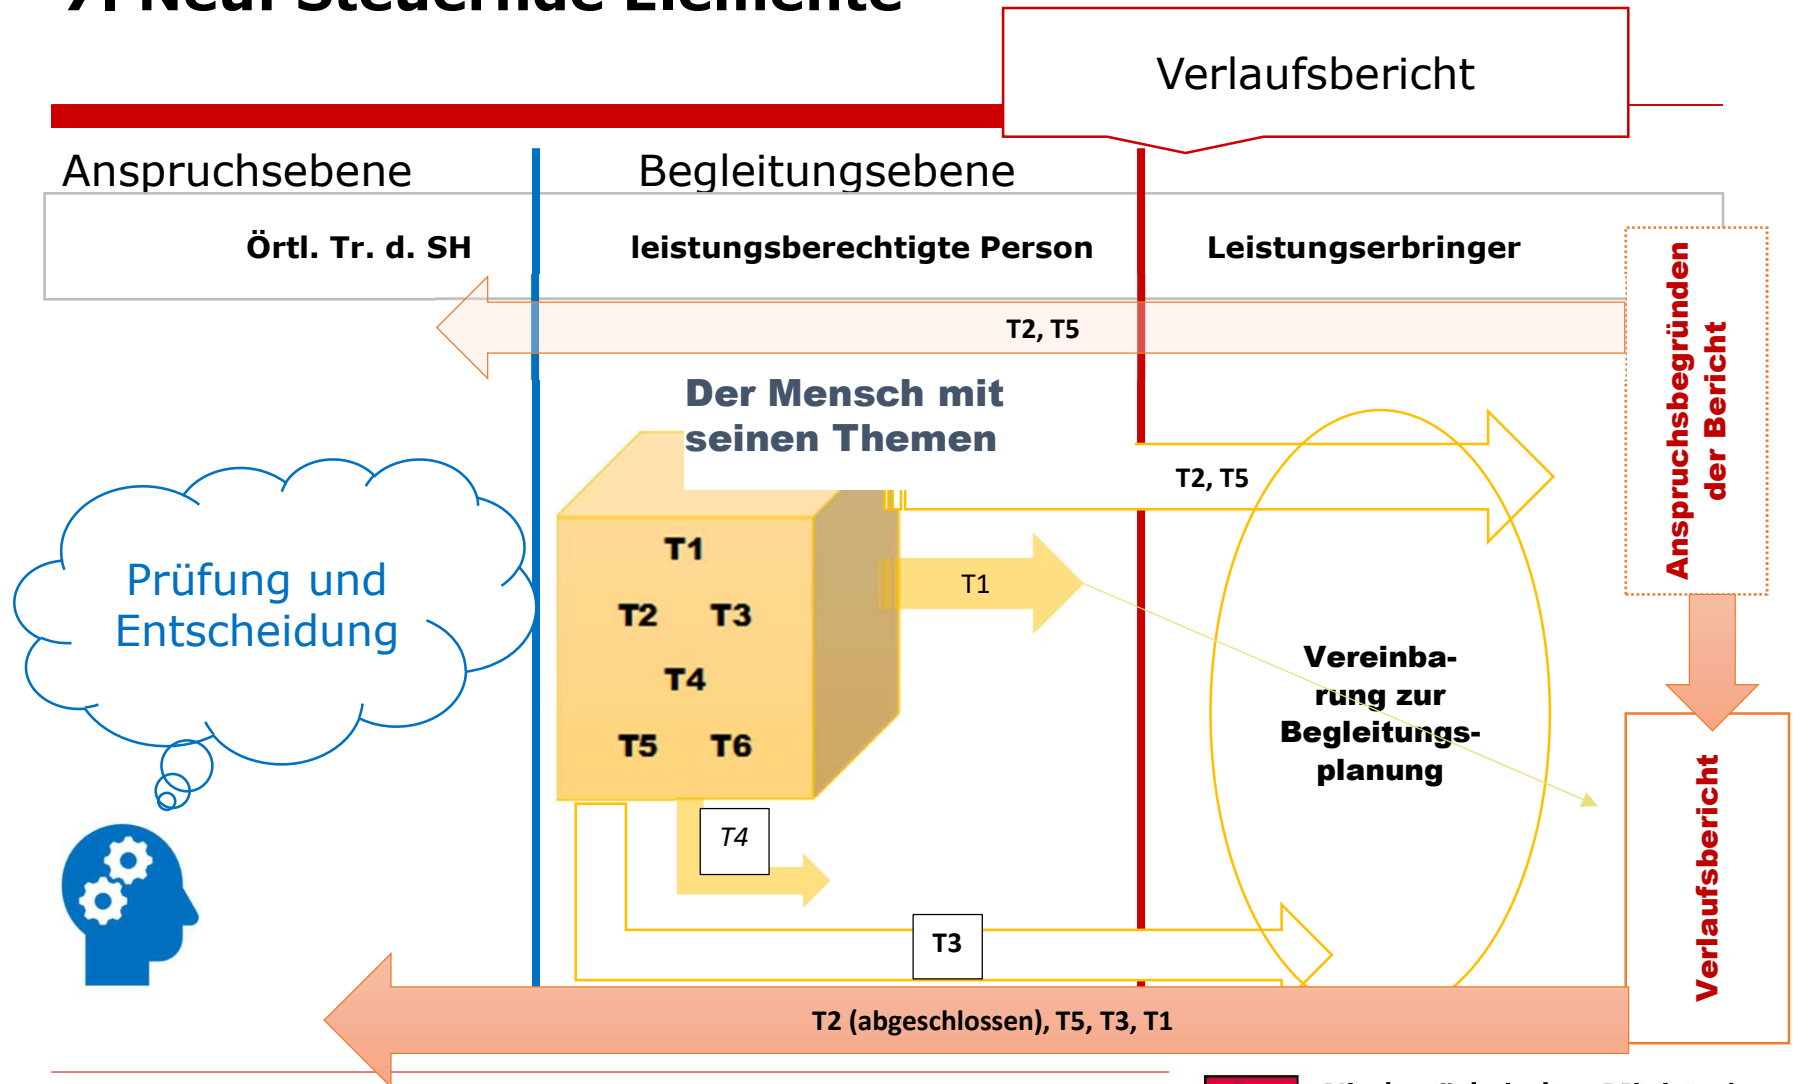 Steuernde Elemente
Verlaufsbericht
Anspruchsebene
Begleitungsebene
Örtl. Tr. d. SH
leistungsberechtigte Person
Leistungserbringer
T2, T5
Anspruchsbegründen
der Bericht
Der Mensch mit
seinen Themen
T2, T5
T1
T2 T3
T4
T5 T6
T1
Prüfung und
Entscheidung
Vereinba-
rung zur
Begleitungs-
planung
T4
T3
Verlaufsbericht
T2 (abgeschlossen), T5, T3, T1